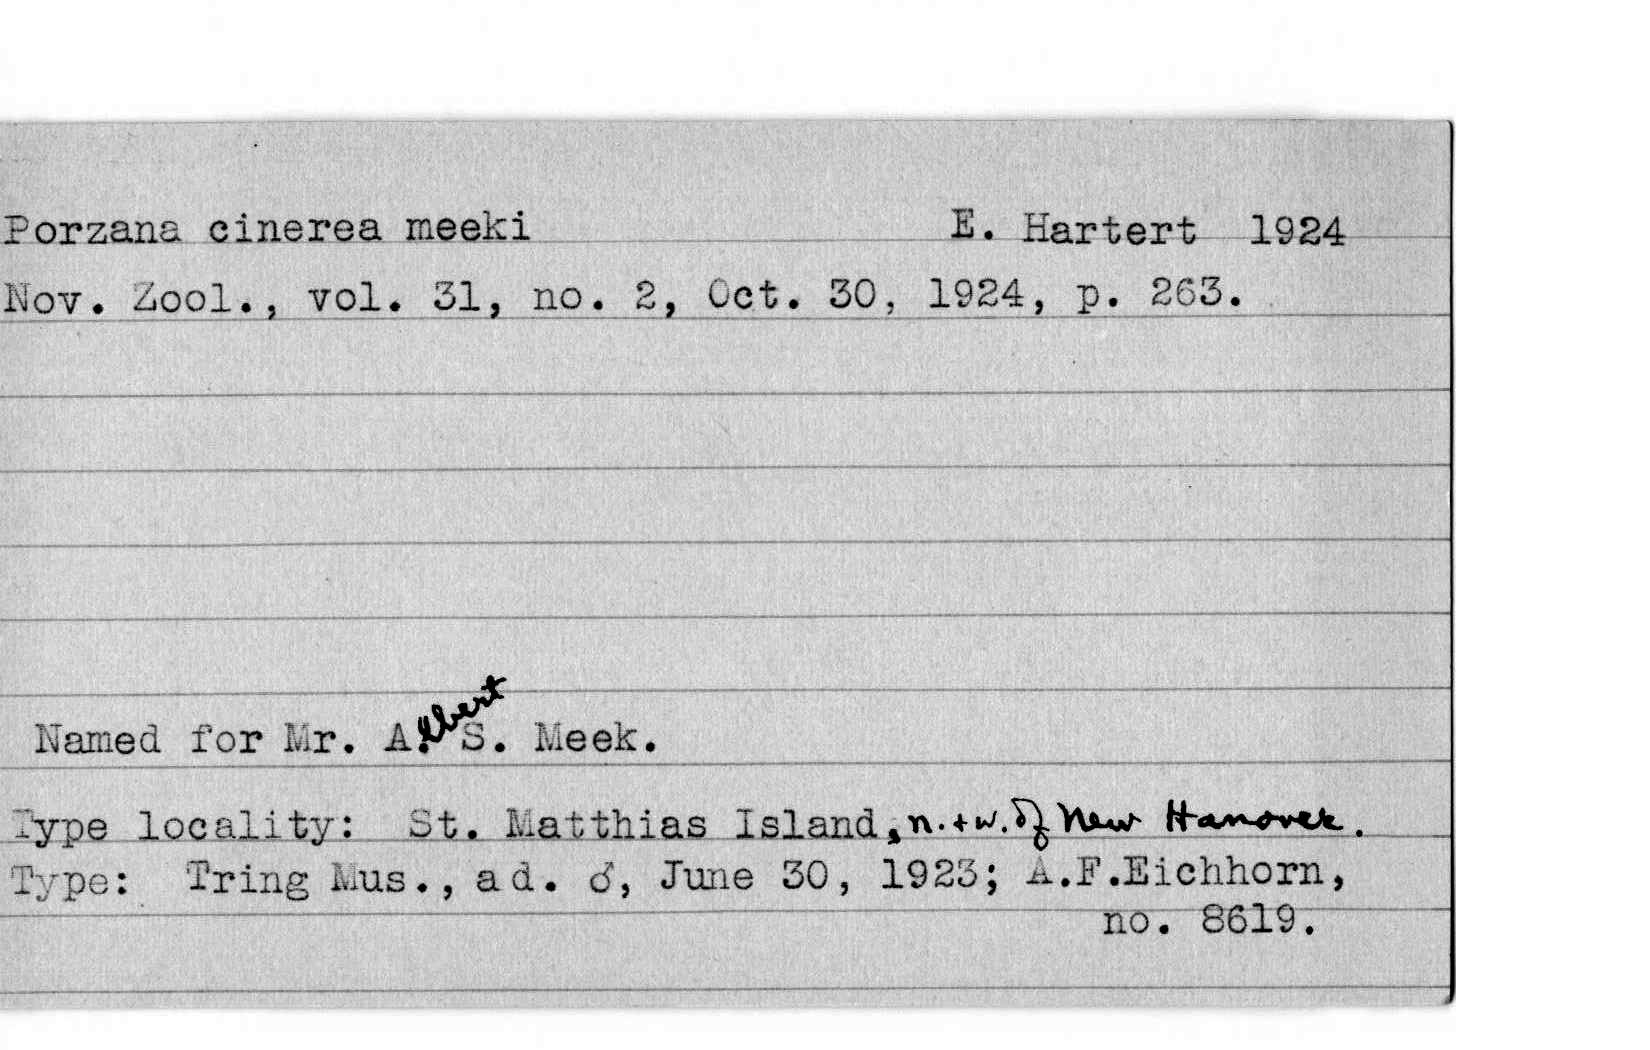 Porzana cinerea meeki E. Hartert 1924
Nov. Zool., vol. 31, no. 2, Oct. 30, 1924, p. 263.
Named for Mr. Albert S. Meek.
Type locality: St. Matthias Island, n. + w. of New Hanover.
Type: Tring Mus., ad. ♂, June 30, 1923; A.F.Eichhorn,
no. 8619.